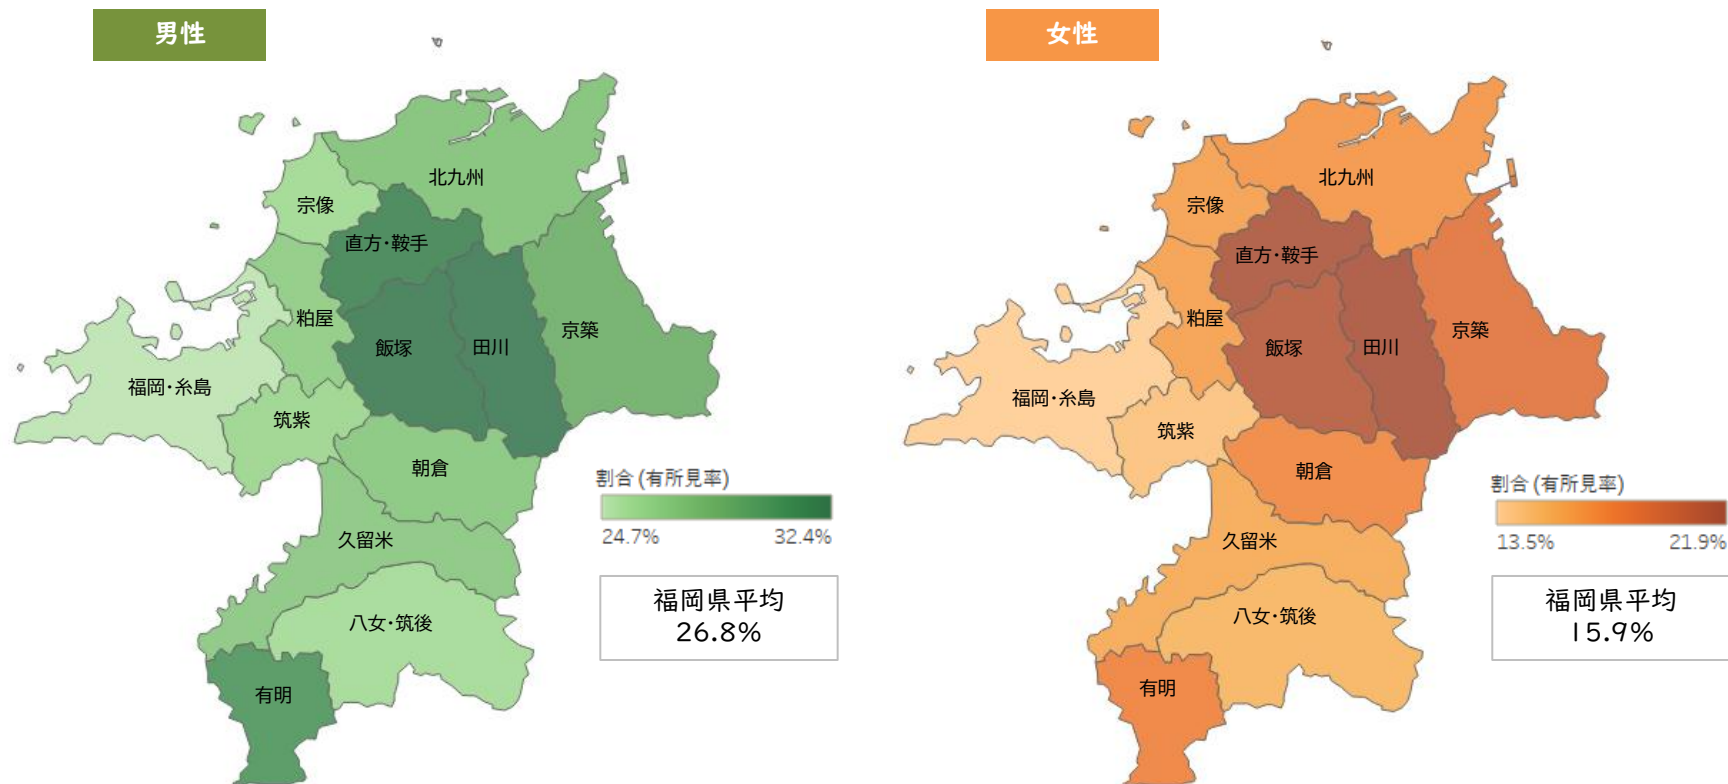 男性
北九州
宗像
直方・鞍手
粕屋
京築
飯塚
田川
福岡・糸島
筑紫
朝倉
久留米
八女・筑後
有明
割合 (有所見率)
24.7% 32.4%
福岡県平均
26.8%
女性
北九州
宗像
直方・鞍手
粕屋
京築
飯塚
田川
福岡・糸島
筑紫
朝倉
久留米
八女・筑後
有明
割合 (有所見率)
13.5% 21.9%
福岡県平均
15.9%